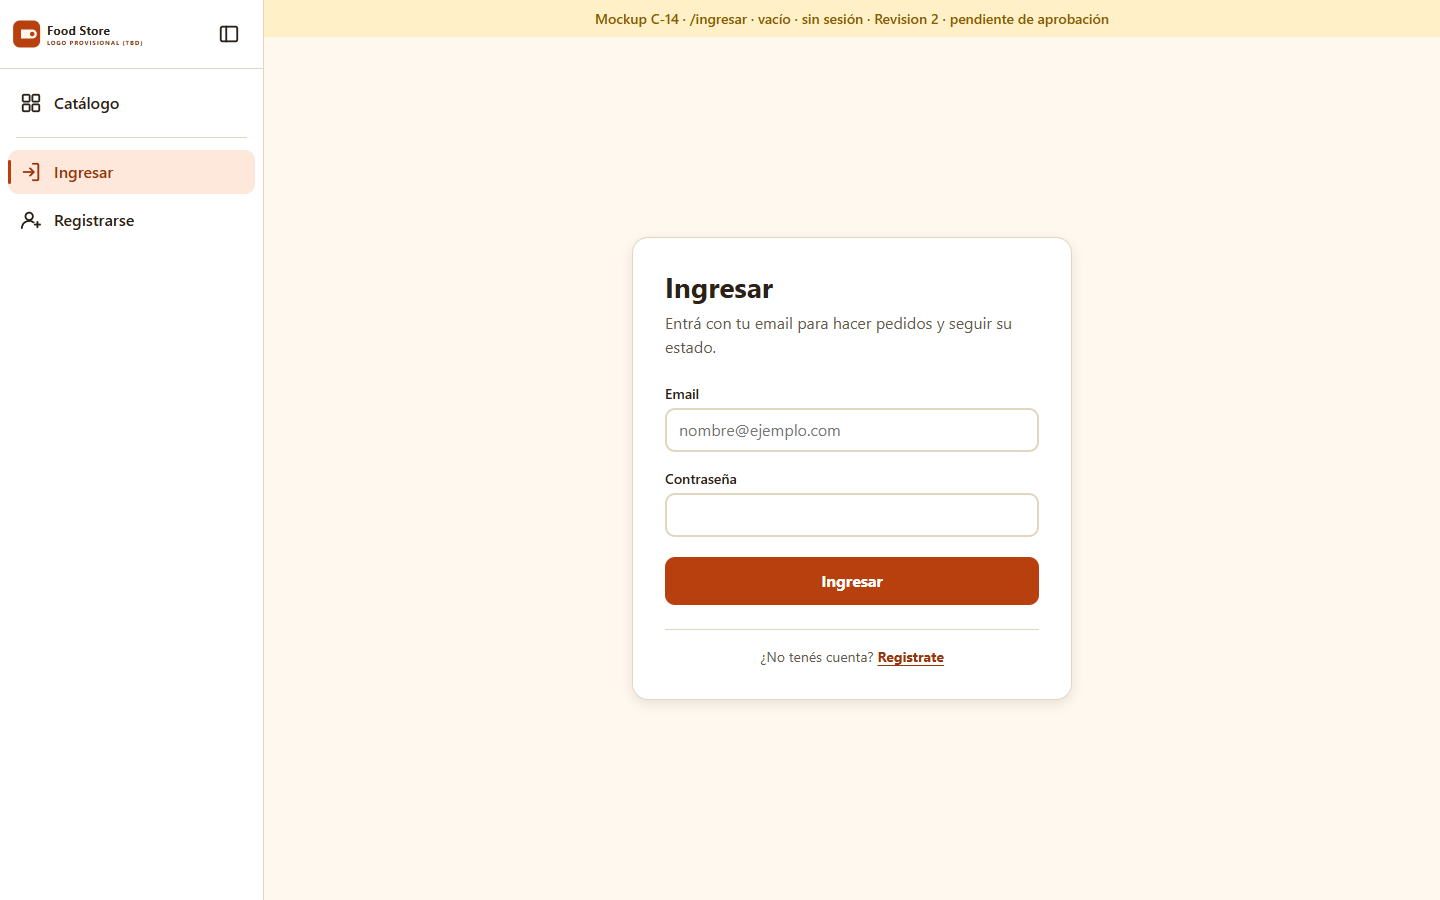 Food Store
LOGO PROVISIONAL (TBD)
Mockup C-14 · /ingresar · vacío · sin sesión · Revision 2 · pendiente de aprobación
Catálogo
Ingresar
Registrarse
Ingresar
Entrá con tu email para hacer pedidos y seguir su
estado.
Email
nombre@ejemplo.com
Contraseña
Ingresar
¿No tenés cuenta? Registrate